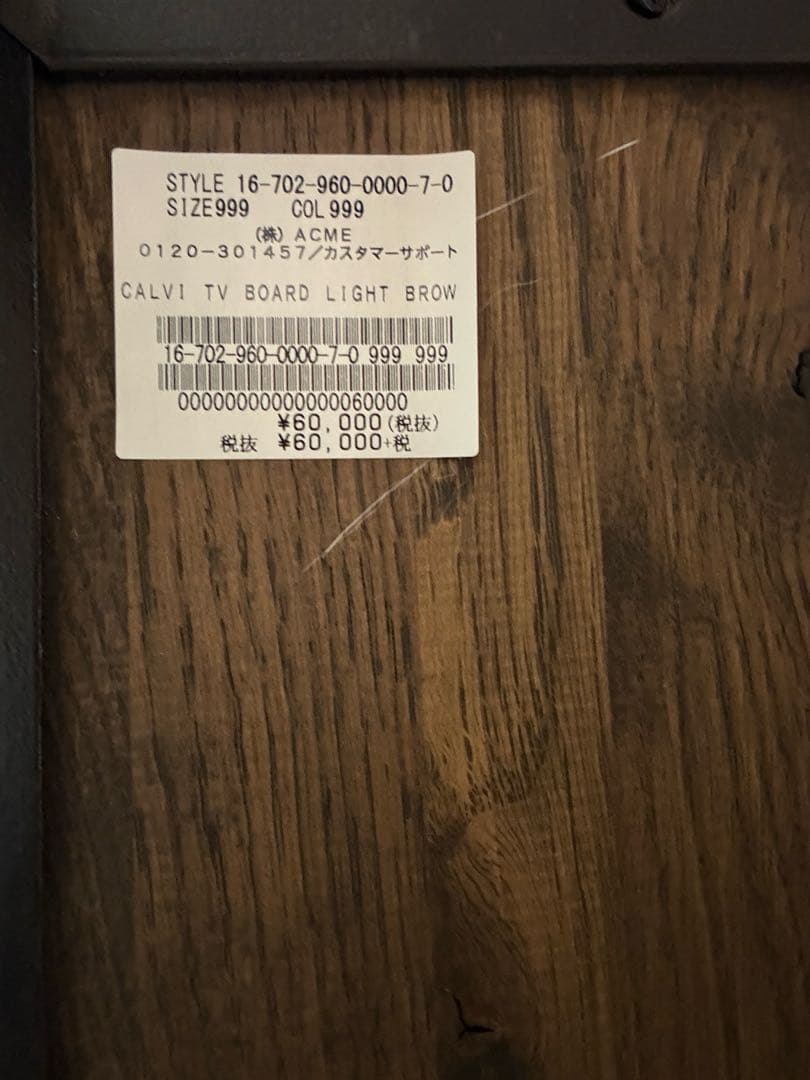 STYLE 16-702-960-0000-7-0
SIZE999 COL999
(株) ACME
0120-301457/カスタマーサポート
CALVI TV BOARD LIGHT BROW
16-702-960-0000-7-0 999 999
00000000000000060000
¥60,000(税抜)
税抜 ¥60,000+税